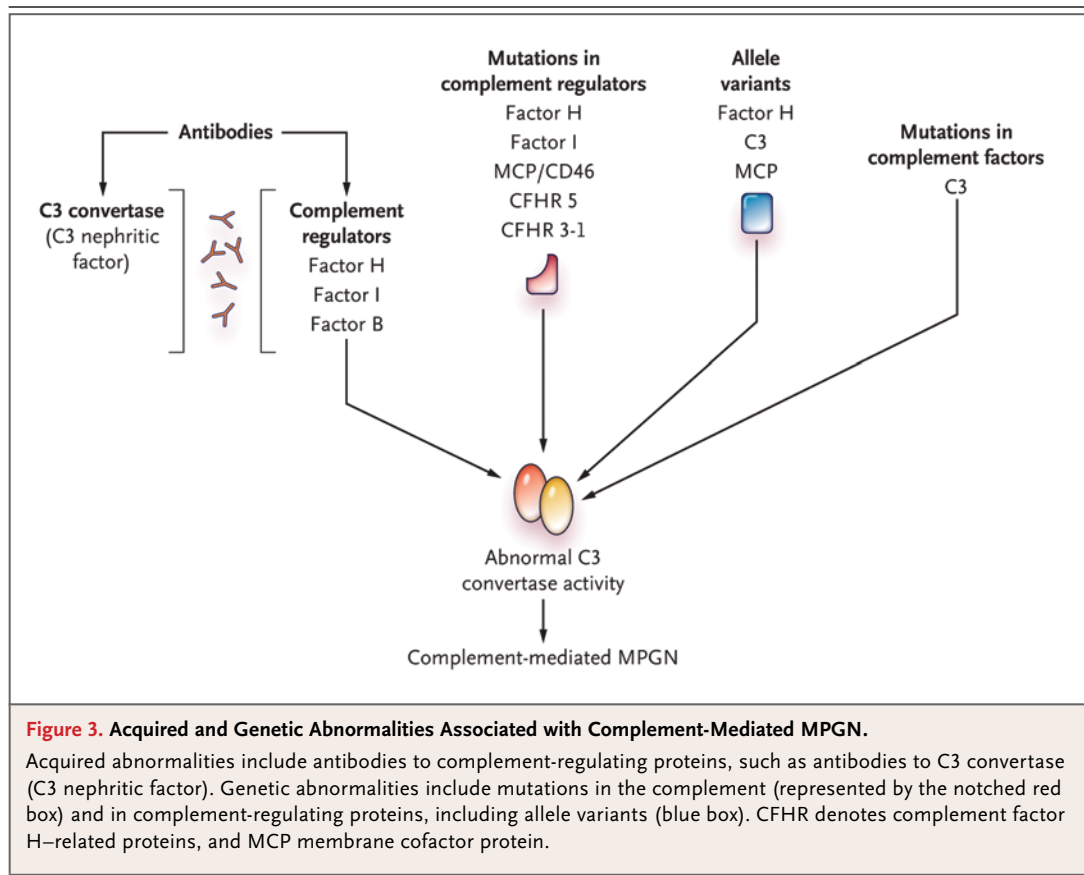 Antibodies
C3 convertase
(C3 nephritic
factor)
Complement
regulators
Factor H
Factor I
Factor B
Mutations in
complement regulators
Factor H
Factor I
MCP/CD46
CFHR 5
CFHR 3-1
Allele
variants
Factor H
C3
MCP
Mutations in
complement factors
C3
Abnormal C3
convertase activity
Complement-mediated MPGN
Figure 3. Acquired and Genetic Abnormalities Associated with Complement-Mediated MPGN.
Acquired abnormalities include antibodies to complement-regulating proteins, such as antibodies to C3 convertase
(C3 nephritic factor). Genetic abnormalities include mutations in the complement (represented by the notched red
box) and in complement-regulating proteins, including allele variants (blue box). CFHR denotes complement factor
H–related proteins, and MCP membrane cofactor protein.